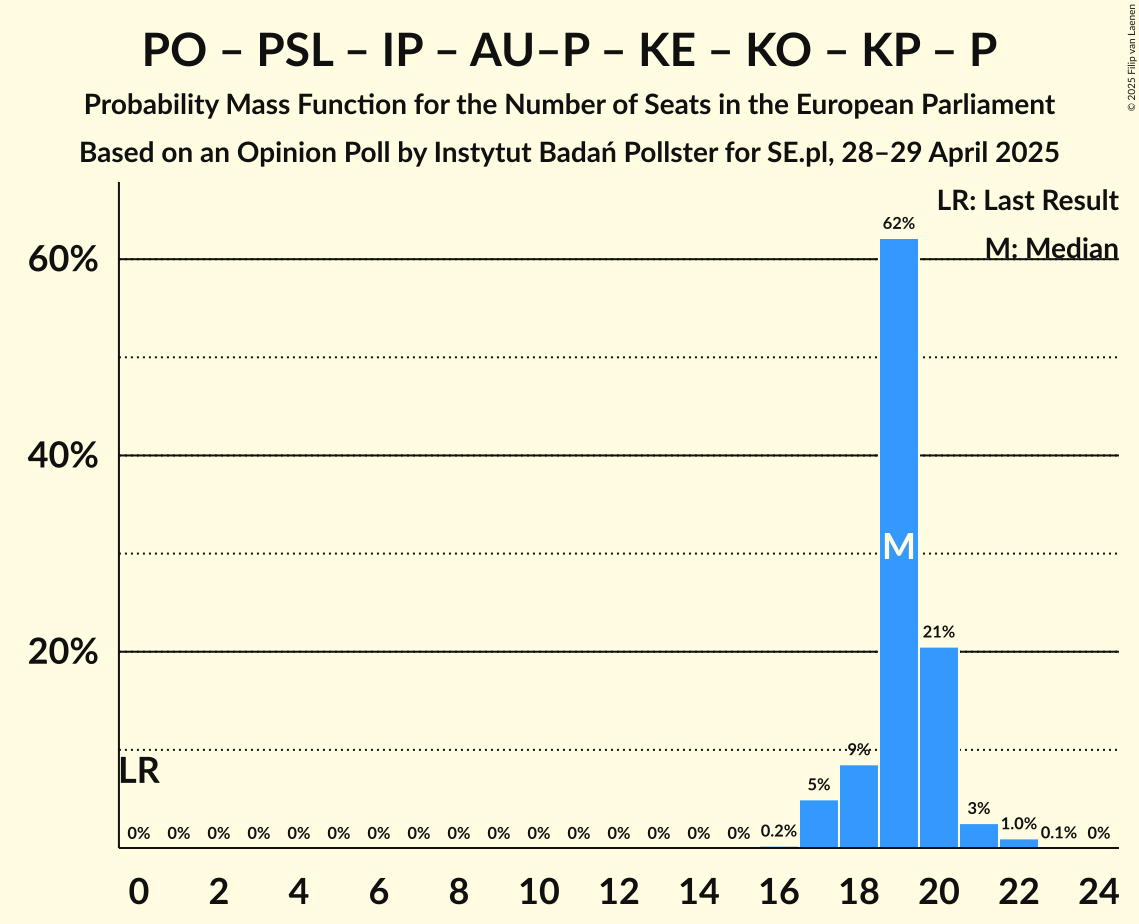 PO – PSL – IP – AU–P – KE – KO – KP – P
Probability Mass Function for the Number of Seats in the European Parliament
Based on an Opinion Poll by Instytut Badań Pollster for SE.pl, 28–29 April 2025
© 2025 Filip van Laenen
LR: Last Result
M: Median
62%
60%
40%
M
21%
20%
9%
LR
5%
3%
0% 0% 0% 0% 0% 0% 0% 0% 0% 0% 0% 0% 0% 0% 0% 0% 0.2% 1.0% 0.1% 0%
0 2 4 6 8 10 12 14 16 18 20 22 24